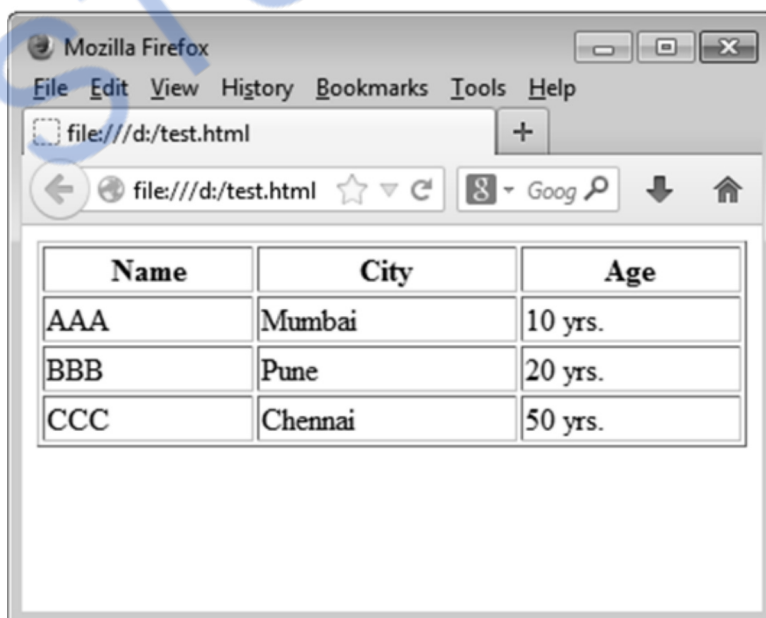 Mozilla Firefox
File Edit View History Bookmarks Tools Help
file:///d:/test.html
file:///d:/test.html 8 Goog
Name City Age
AAA Mumbai 10 yrs.
BBB Pune 20 yrs.
CCC Chennai 50 yrs.